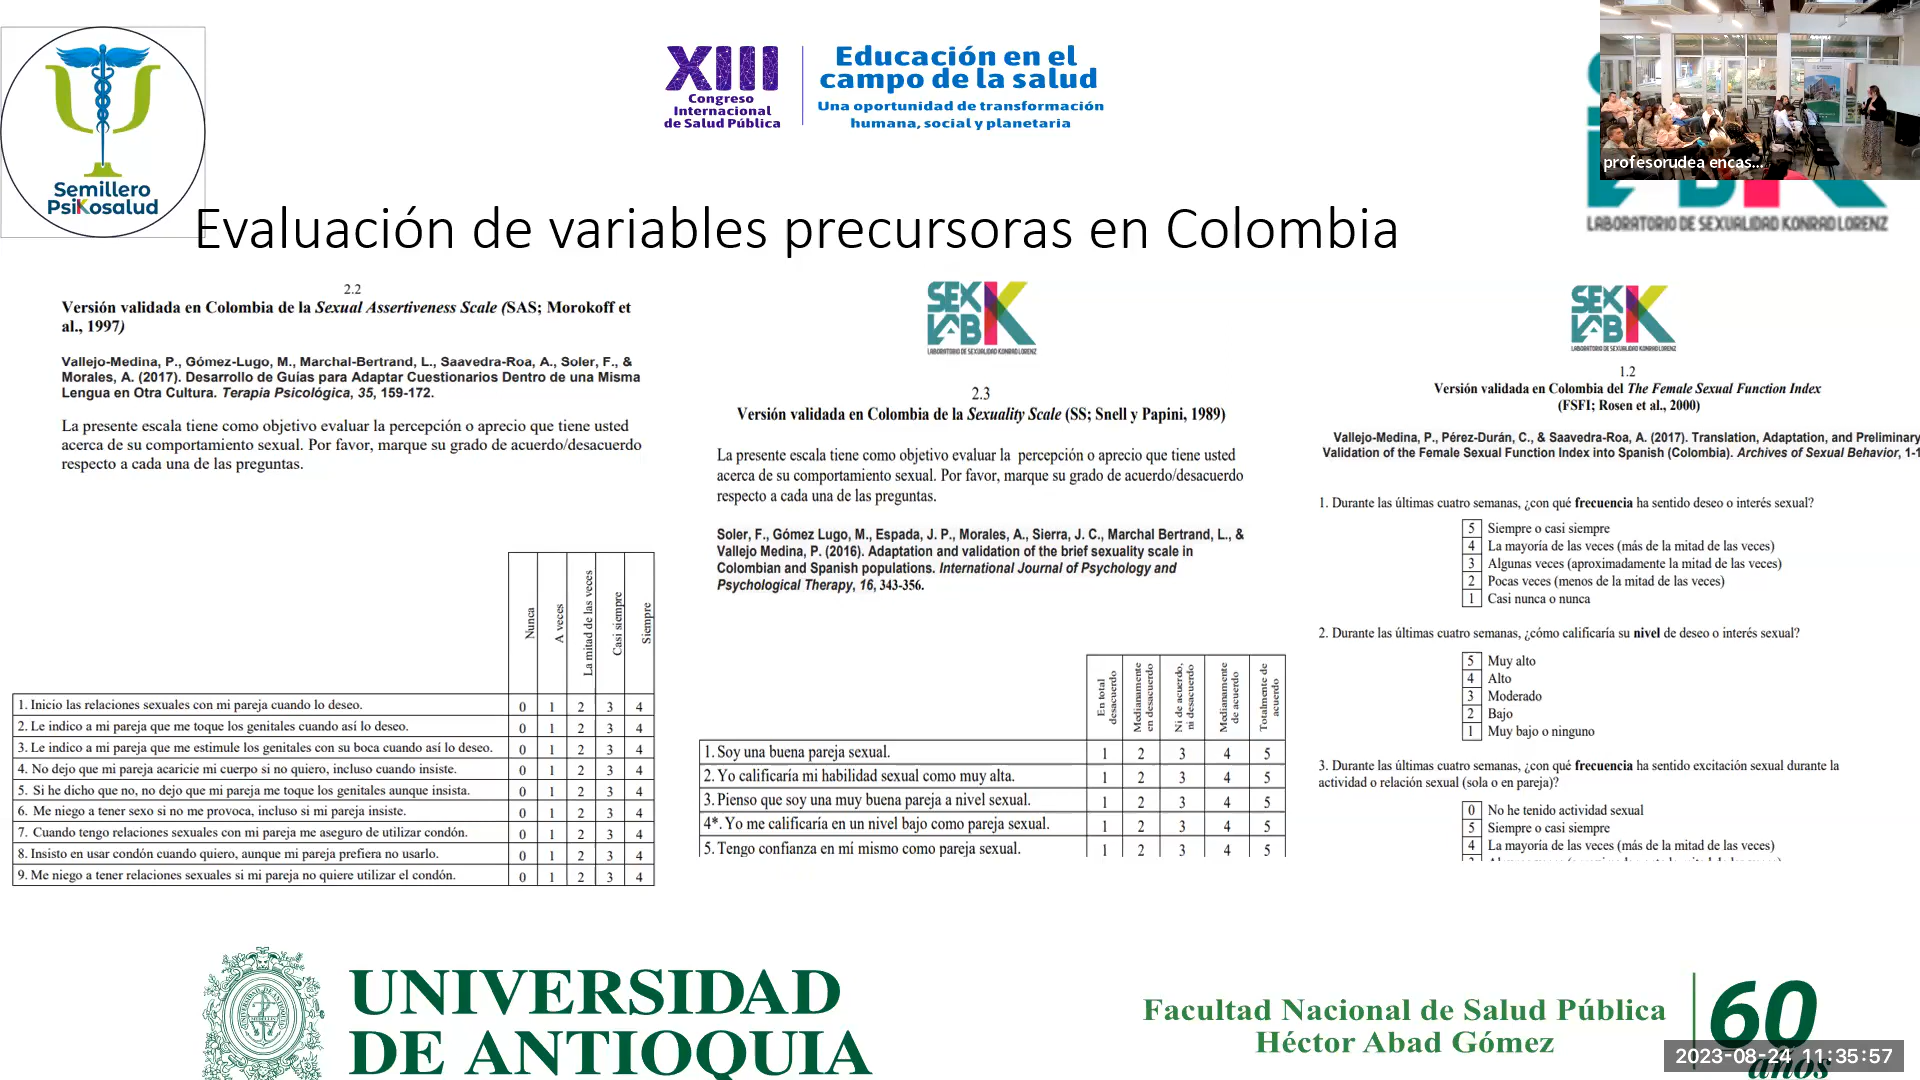 Semillero
PsiKosalud
XIII
Congreso
Internacional
de Salud Pública
Educación en el
campo de la salud
Una oportunidad de transformación
humana, social y planetaria
profesorudea encas...
LABORATORIO DE SEXUALIDAD KONRAD LORENZ
Evaluación de variables precursoras en Colombia
2.2
Versión validada en Colombia de la Sexual Assertiveness Scale (SAS; Morokoff et
al., 1997)
Vallejo-Medina, P., Gómez-Lugo, M., Marchal-Bertrand, L., Saavedra-Roa, A., Soler, F., &
Morales, A. (2017). Desarrollo de Guías para Adaptar Cuestionarios Dentro de una Misma
Lengua en Otra Cultura. Terapia Psicológica, 35, 159-172.
La presente escala tiene como objetivo evaluar la percepción o aprecio que tiene usted
acerca de su comportamiento sexual. Por favor, marque su grado de acuerdo/desacuerdo
respecto a cada una de las preguntas.
Nunca
A veces
La mitad de las veces
Casi siempre
Siempre
1. Inicio las relaciones sexuales con mi pareja cuando lo deseo. 0 1 2 3 4
2. Le indico a mi pareja que me toque los genitales cuando así lo deseo. 0 1 2 3 4
3. Le indico a mi pareja que me estimule los genitales con su boca cuando así lo deseo. 0 1 2 3 4
4. No dejo que mi pareja acaricie mi cuerpo si no quiero, incluso cuando insiste. 0 1 2 3 4
5. Si he dicho que no, no dejo que mi pareja me toque los genitales aunque insista. 0 1 2 3 4
6. Me niego a tener sexo si no me provoca, incluso si mi pareja insiste. 0 1 2 3 4
7. Cuando tengo relaciones sexuales con mi pareja me aseguro de utilizar condón. 0 1 2 3 4
8. Insisto en usar condón cuando quiero, aunque mi pareja prefiera no usarlo. 0 1 2 3 4
9. Me niego a tener relaciones sexuales si mi pareja no quiere utilizar el condón. 0 1 2 3 4
SEX
LAB K
LABORATORIO DE SEXUALIDAD KONRAD LORENZ
2.3
Versión validada en Colombia de la Sexuality Scale (SS; Snell y Papini, 1989)
La presente escala tiene como objetivo evaluar la percepción o aprecio que tiene usted
acerca de su comportamiento sexual. Por favor, marque su grado de acuerdo/desacuerdo
respecto a cada una de las preguntas.
Soler, F., Gómez Lugo, M., Espada, J. P., Morales, A., Sierra, J. C., Marchal Bertrand, L., &
Vallejo Medina, P. (2016). Adaptation and validation of the brief sexuality scale in
Colombian and Spanish populations. International Journal of Psychology and
Psychological Therapy, 16, 343-356.
En total desacuerdo
Medianamente en desacuerdo
Ni de acuerdo, ni desacuerdo
Medianamente de acuerdo
Totalmente de acuerdo
1. Soy una buena pareja sexual. 1 2 3 4 5
2. Yo calificaría mi habilidad sexual como muy alta. 1 2 3 4 5
3. Pienso que soy una muy buena pareja a nivel sexual. 1 2 3 4 5
4*. Yo me calificaría en un nivel bajo como pareja sexual. 1 2 3 4 5
5. Tengo confianza en mí mismo como pareja sexual. 1 2 3 4 5
SEX
LAB K
LABORATORIO DE SEXUALIDAD KONRAD LORENZ
1.2
Versión validada en Colombia del The Female Sexual Function Index
(FSFI; Rosen et al., 2000)
Vallejo-Medina, P., Pérez-Durán, C., & Saavedra-Roa, A. (2017). Translation, Adaptation, and Preliminary
Validation of the Female Sexual Function Index into Spanish (Colombia). Archives of Sexual Behavior, 1-1
1. Durante las últimas cuatro semanas, ¿con qué frecuencia ha sentido deseo o interés sexual?
5 Siempre o casi siempre
4 La mayoría de las veces (más de la mitad de las veces)
3 Algunas veces (aproximadamente la mitad de las veces)
2 Pocas veces (menos de la mitad de las veces)
1 Casi nunca o nunca
2. Durante las últimas cuatro semanas, ¿cómo calificaría su nivel de deseo o interés sexual?
5 Muy alto
4 Alto
3 Moderado
2 Bajo
1 Muy bajo o ninguno
3. Durante las últimas cuatro semanas, ¿con qué frecuencia ha sentido excitación sexual durante la
actividad o relación sexual (sola o en pareja)?
0 No he tenido actividad sexual
5 Siempre o casi siempre
4 La mayoría de las veces (más de la mitad de las veces)
UNIVERSIDAD
DE ANTIOQUIA
Facultad Nacional de Salud Pública
Héctor Abad Gómez
60
años
2023-08-24 11:35:57